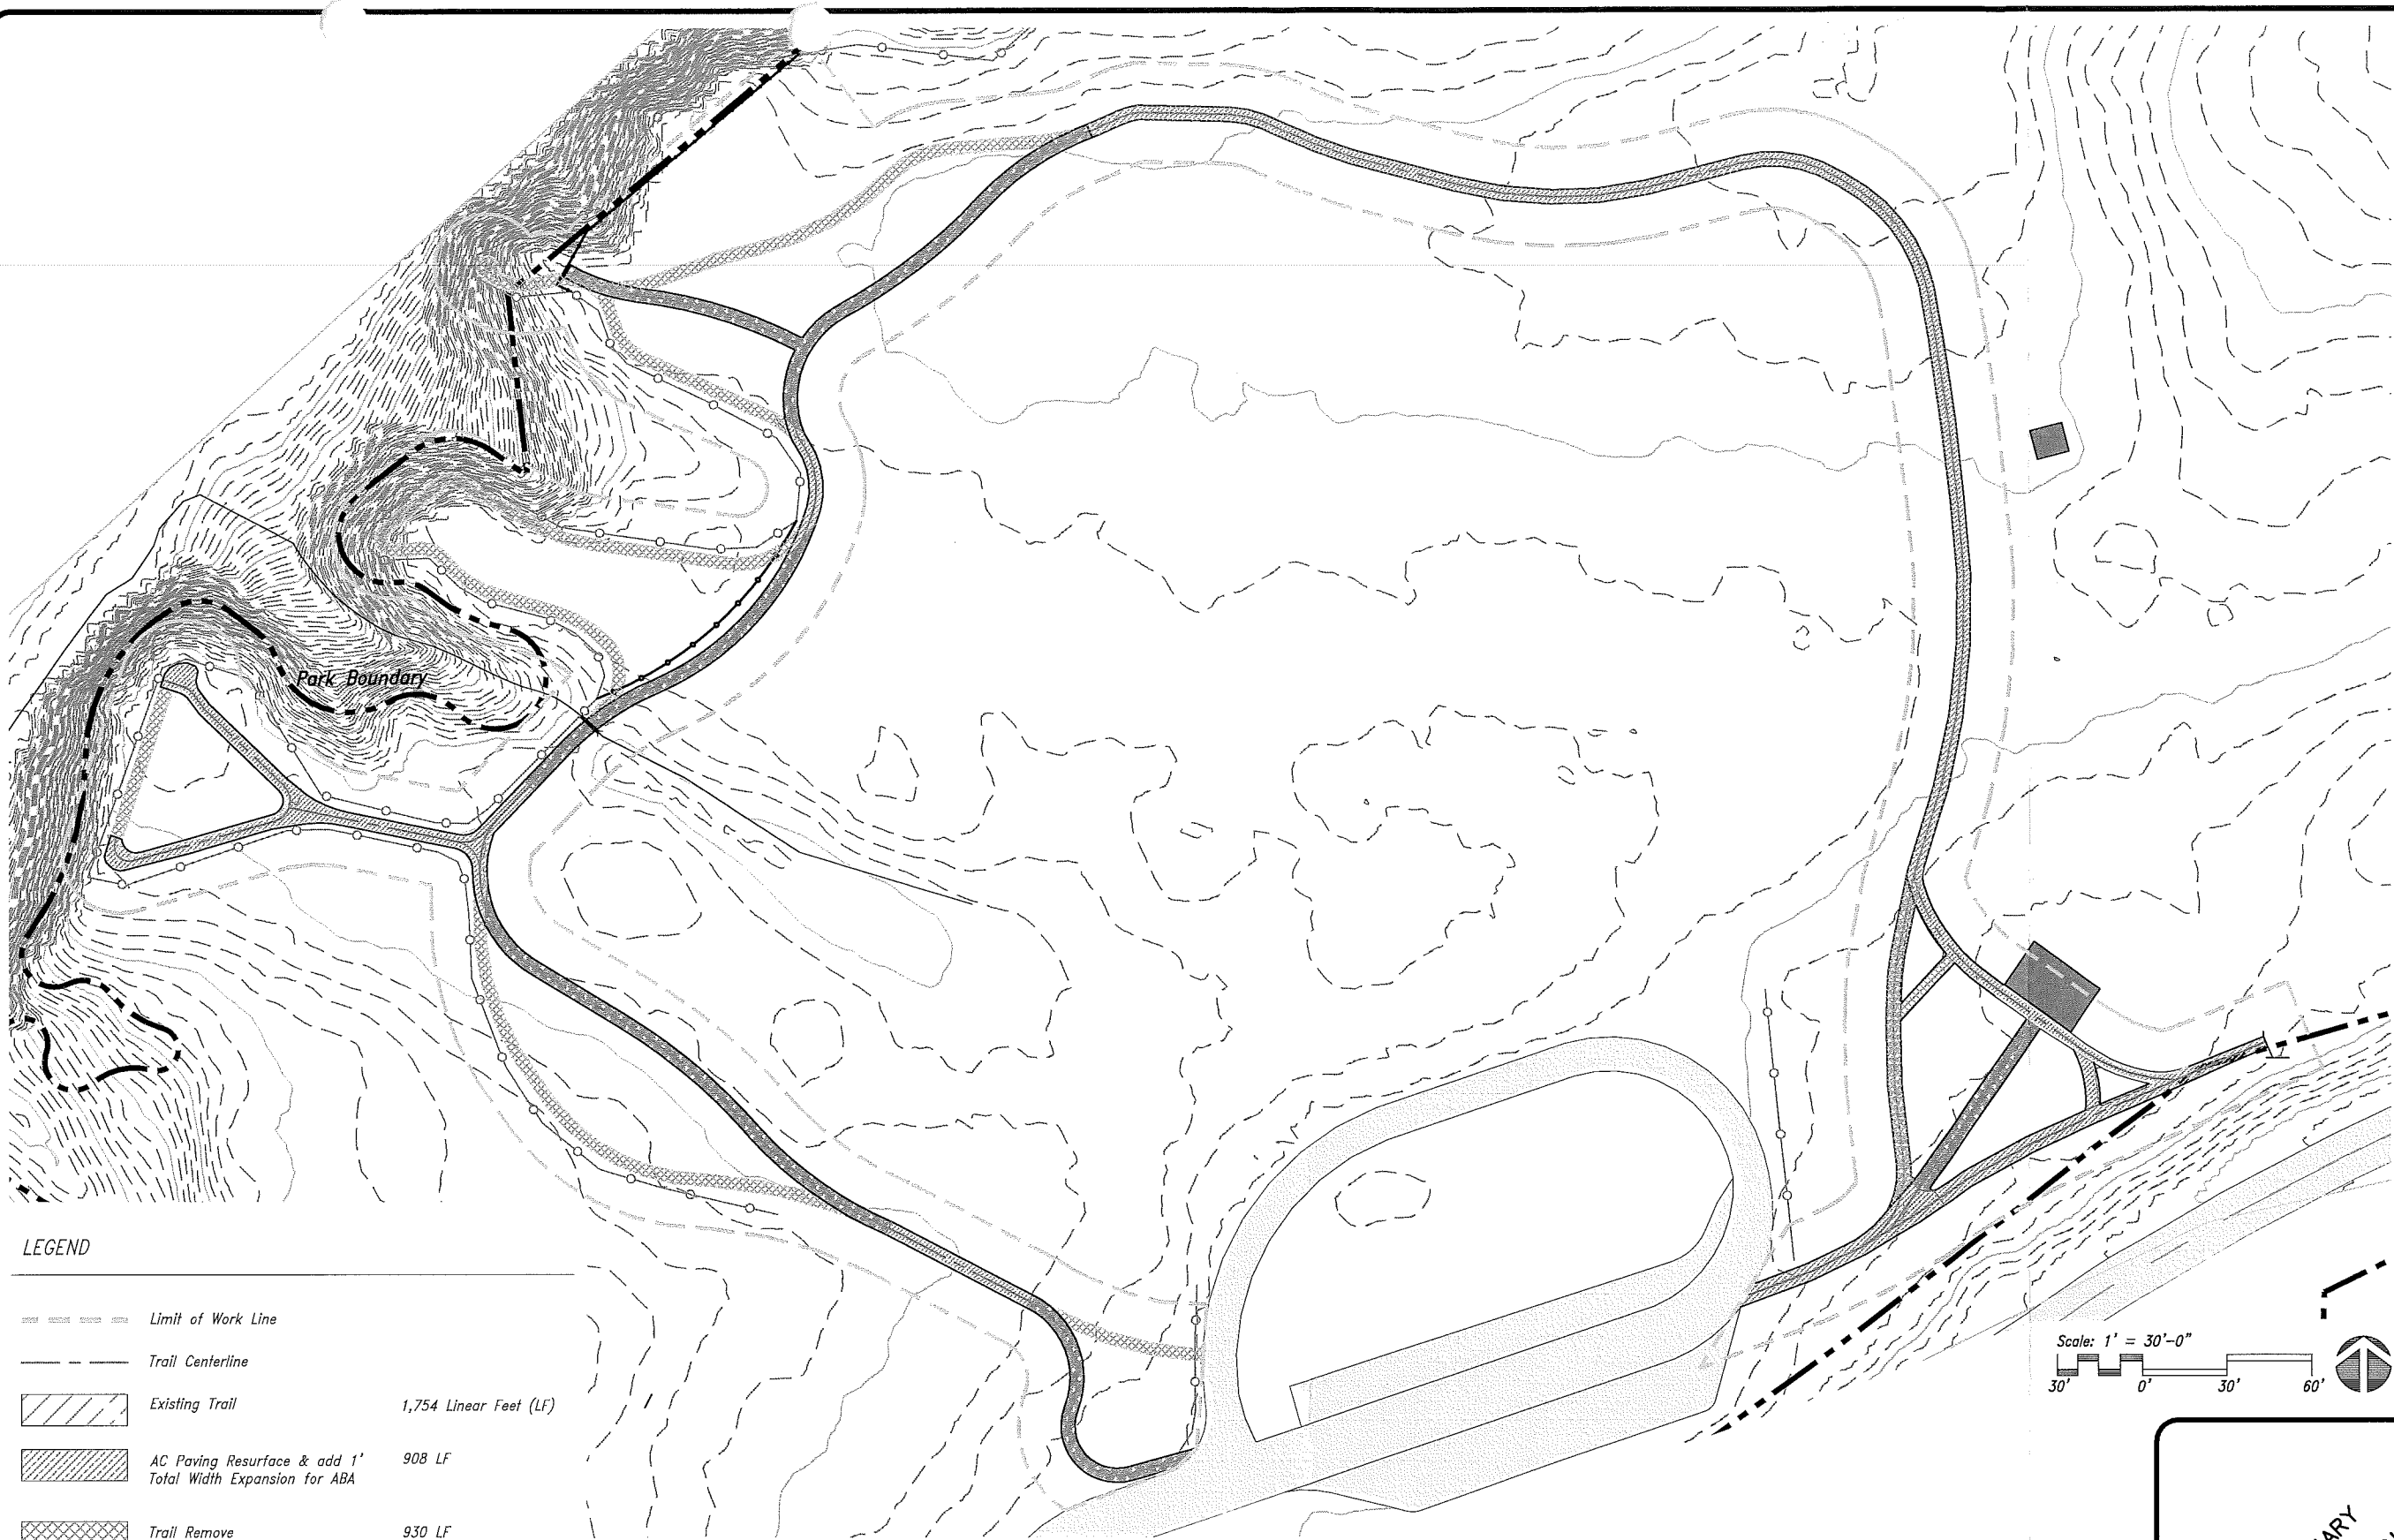 Park Boundary
LEGEND
Limit of Work Line
Trail Centerline
Existing Trail 1,754 Linear Feet (LF)
AC Paving Resurface & add 1' 908 LF
Total Width Expansion for ABA
Trail Remove 930 LF
Scale: 1' = 30'-0"
30' 0' 30' 60'